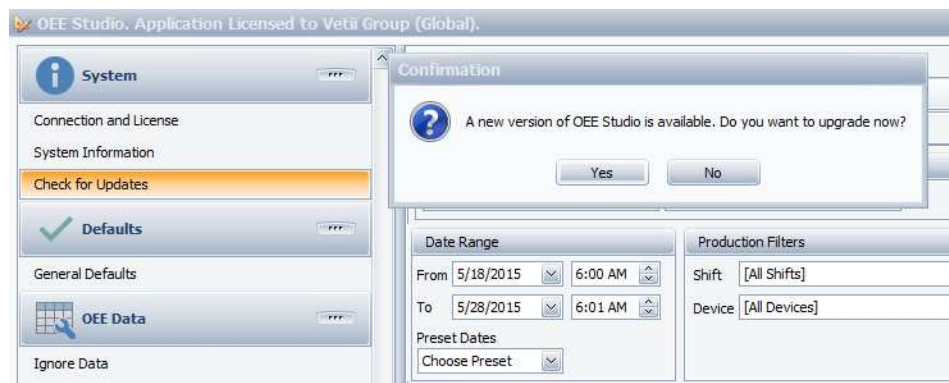 OEE Studio. Application Licensed to Vetii Group (Global).
System
Connection and License
System Information
Check for Updates
Defaults
General Defaults
OEE Data
Ignore Data
Confirmation
A new version of OEE Studio is available. Do you want to upgrade now?
Yes No
Date Range
From 5/18/2015 6:00 AM
To 5/28/2015 6:01 AM
Preset Dates
Choose Preset
Production Filters
Shift [All Shifts]
Device [All Devices]